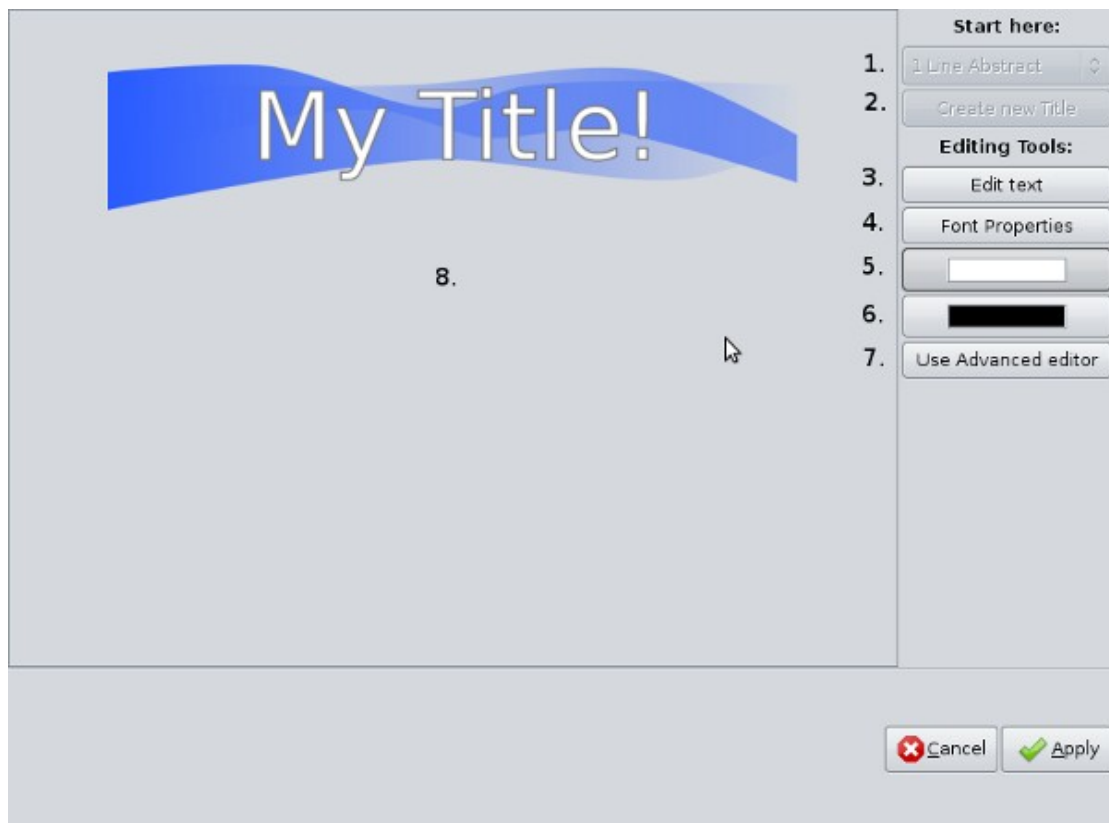 Start here:
1. 1 Line Abstract
2. Create new Title
My Title!
Editing Tools:
3. Edit text
4. Font Properties
5.
8.
6.
7. Use Advanced editor
Cancel Apply